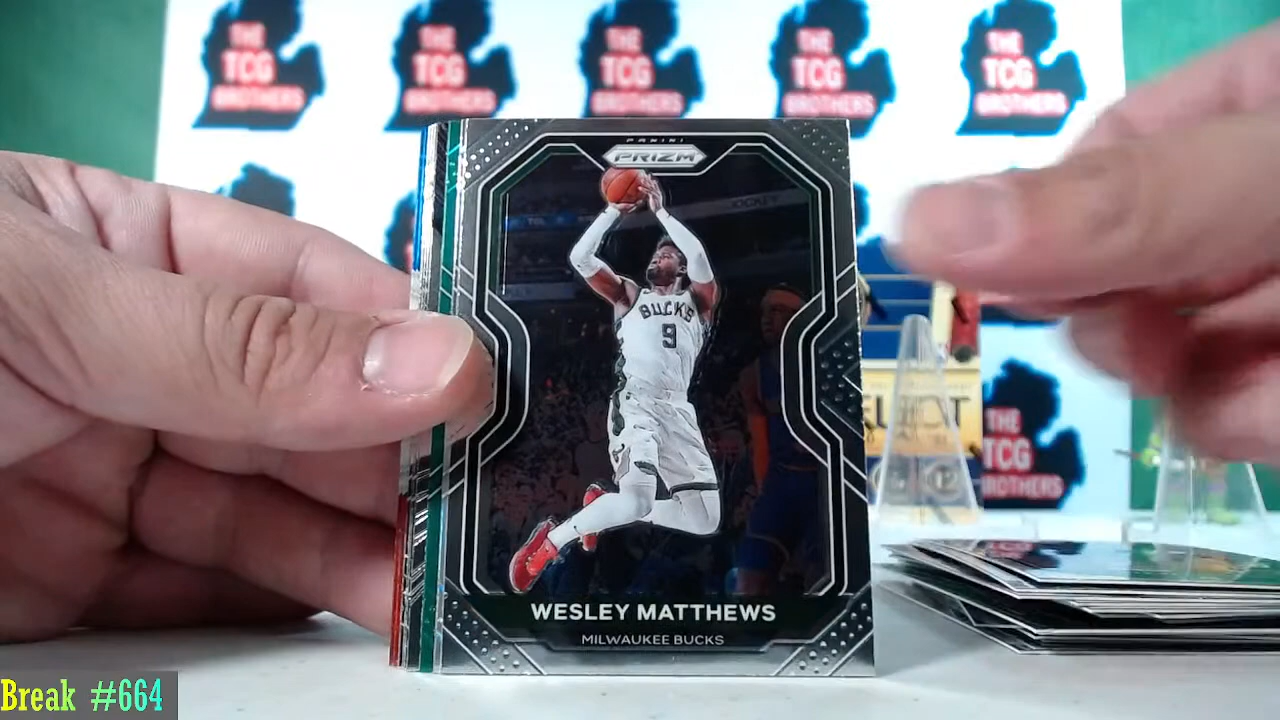 THE
TCG
BROTHERS
THE
TCG
BROTHERS
THE
TCG
BROTHERS
THE
TCG
BROTHERS
THE
TCG
BROTHERS
PANINI
PRIZM
BUCKS
9
WESLEY MATTHEWS
MILWAUKEE BUCKS
THE
TCG
BROTHERS
Break #664